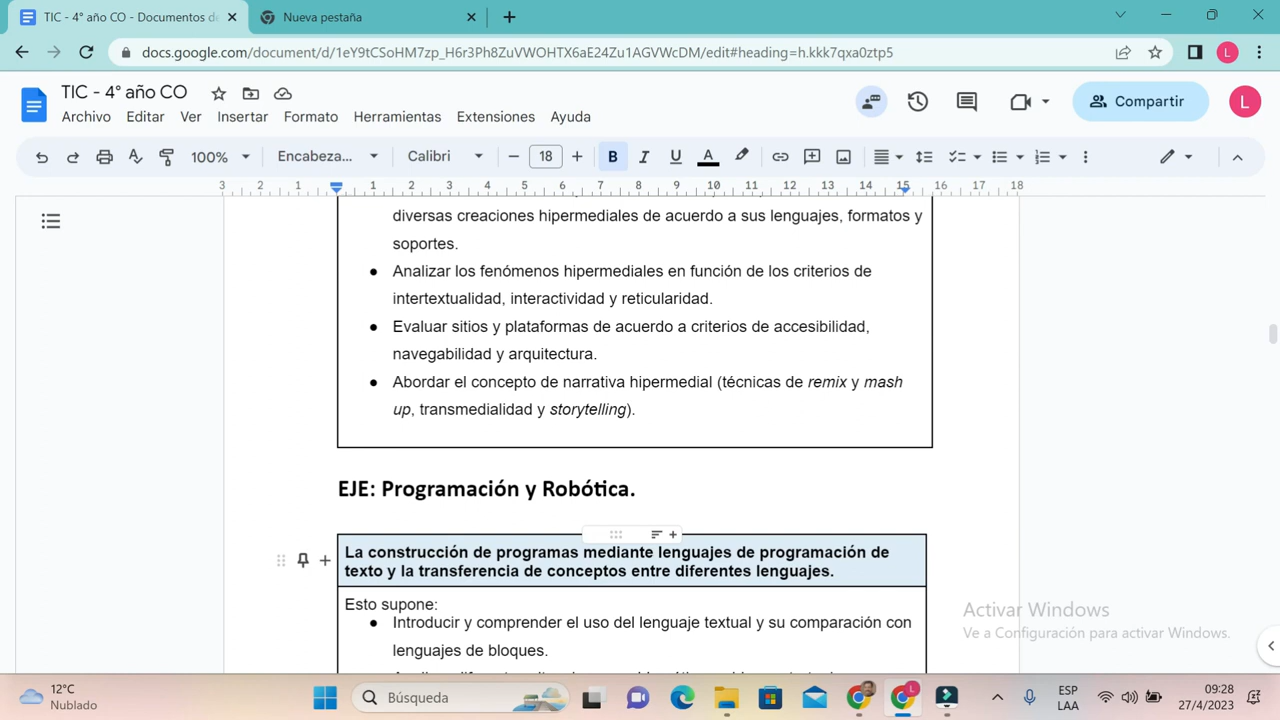 TIC - 4° año CO - Documentos de
Nueva pestaña
docs.google.com/document/d/1eY9tCSoHM7zp_H6r3Ph8ZuVWOHTX6aE24Zu1AGVWcDM/edit#heading=h.kkk7qxa0ztp5
L
TIC - 4° año CO
Compartir
L
Archivo Editar Ver Insertar Formato Herramientas Extensiones Ayuda
100% Encabeza... Calibri 18 B I U A
3 2 1 1 2 3 4 5 6 7 8 9 10 11 12 13 14 15 16 17 18
diversas creaciones hipermediales de acuerdo a sus lenguajes, formatos y
soportes.
● Analizar los fenómenos hipermediales en función de los criterios de
intertextualidad, interactividad y reticularidad.
● Evaluar sitios y plataformas de acuerdo a criterios de accesibilidad,
navegabilidad y arquitectura.
● Abordar el concepto de narrativa hipermedial (técnicas de remix y mash
up, transmedialidad y storytelling).
EJE: Programación y Robótica.
La construcción de programas mediante lenguajes de programación de
texto y la transferencia de conceptos entre diferentes lenguajes.
Esto supone:
● Introducir y comprender el uso del lenguaje textual y su comparación con
lenguajes de bloques.
Activar Windows
Ve a Configuración para activar Windows.
12°C
Nublado
Búsqueda
L
ESP
LAA
09:28
27/4/2023